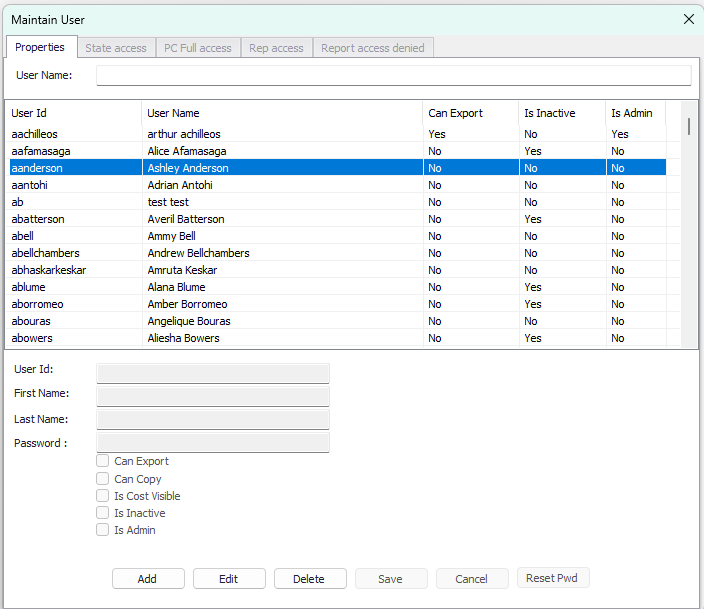 Maintain User
Properties State access PC Full access Rep access Report access denied
User Name:
User Id User Name Can Export Is Inactive Is Admin
aachilleos arthur achilleos Yes No Yes
aafamasaga Alice Afamasaga No Yes No
aanderson Ashley Anderson No No No
aantohi Adrian Antohi No No No
ab test test No No No
abatterson Averil Batterson No Yes No
abell Ammy Bell No No No
abellchambers Andrew Bellchambers No No No
abhaskarkeskar Amruta Keskar No No No
ablume Alana Blume No Yes No
aborromeo Amber Borromeo No Yes No
abouras Angelique Bouras No No No
abowers Aliesha Bowers No Yes No
User Id:
First Name:
Last Name:
Password :
Can Export
Can Copy
Is Cost Visible
Is Inactive
Is Admin
Add Edit Delete Save Cancel Reset Pwd